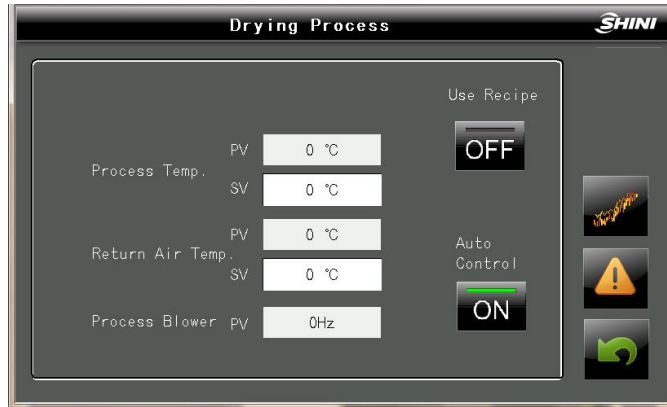 Drying Process
SHINI
Use Recipe
OFF
Process Temp.
PV 0 ℃
SV 0 ℃
Return Air Temp.
PV 0 ℃
SV 0 ℃
Auto
Control
ON
Process Blower PV 0Hz